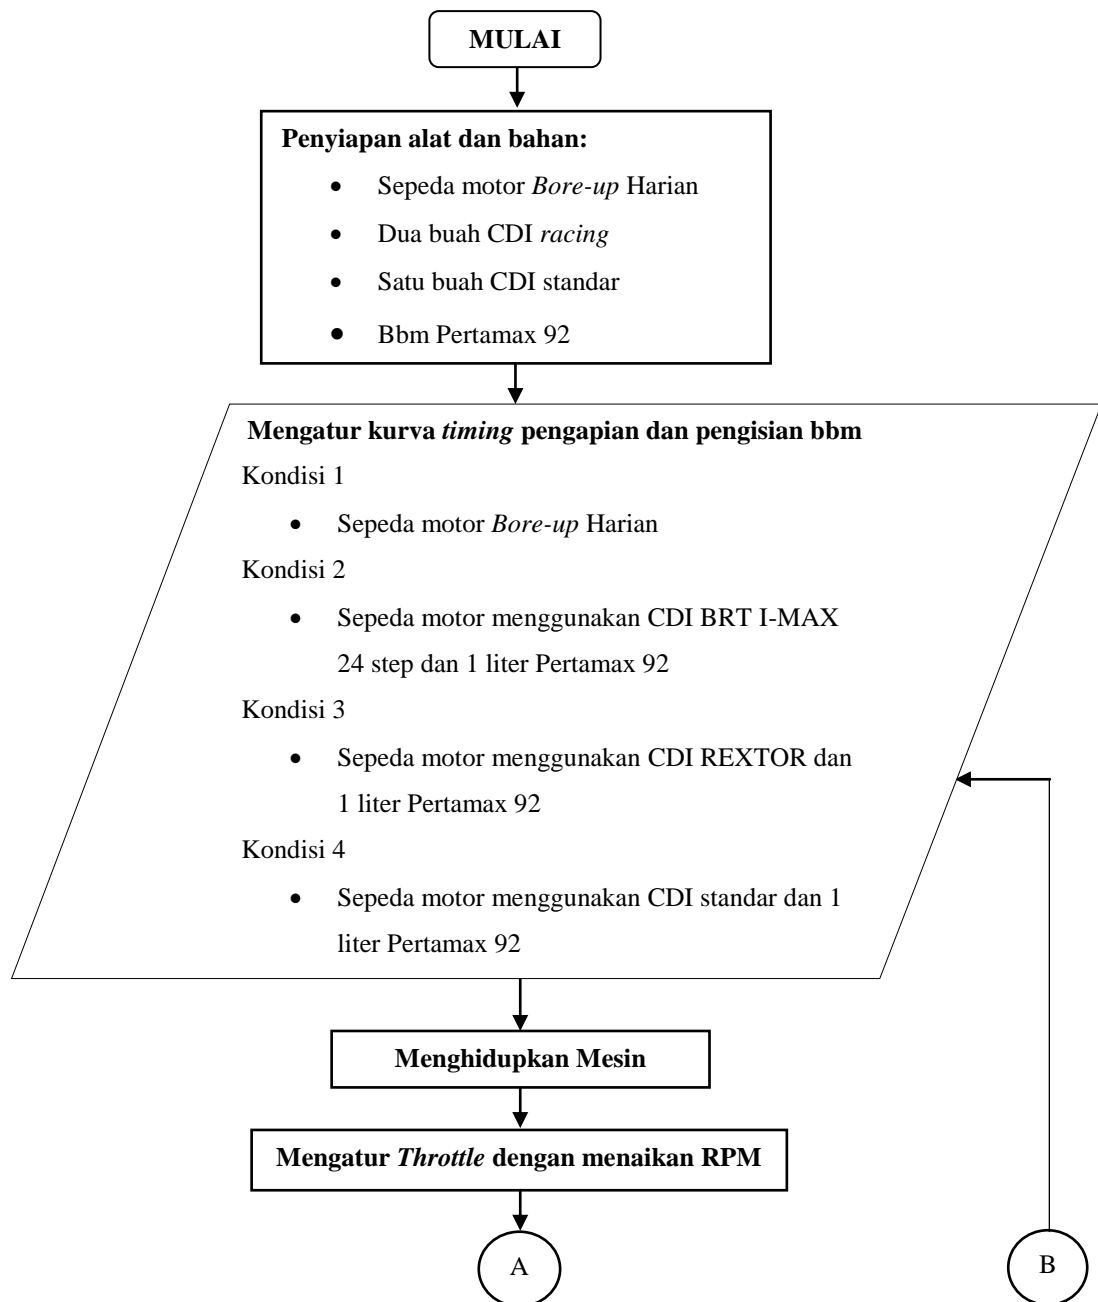 MULAI
Penyiapan alat dan bahan:
• Sepeda motor Bore-up Harian
• Dua buah CDI racing
• Satu buah CDI standar
• Bbm Pertamax 92
Mengatur kurva timing pengapian dan pengisian bbm
Kondisi 1
• Sepeda motor Bore-up Harian
Kondisi 2
• Sepeda motor menggunakan CDI BRT I-MAX
24 step dan 1 liter Pertamax 92
Kondisi 3
• Sepeda motor menggunakan CDI REXTOR dan
1 liter Pertamax 92
Kondisi 4
• Sepeda motor menggunakan CDI standar dan 1
liter Pertamax 92
Menghidupkan Mesin
Mengatur Throttle dengan menaikan RPM
A
B